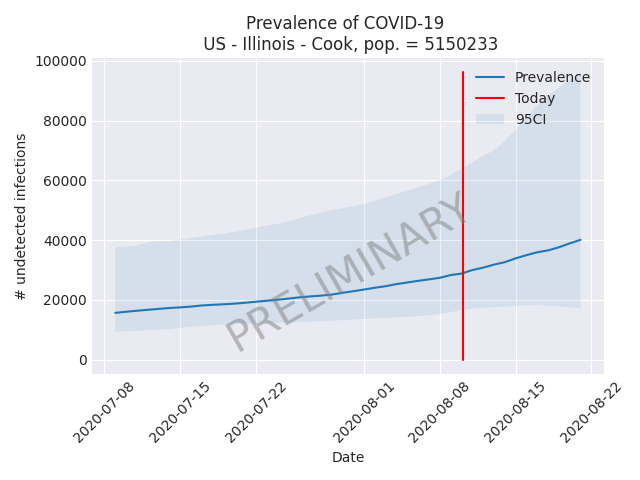 Prevalence of COVID-19
US - Illinois - Cook, pop. = 5150233
100000
80000
60000
40000
20000
0
# undetected infections
Prevalence
Today
95CI
PRELIMINARY
2020-07-08
2020-07-15
2020-07-22
2020-08-01
2020-08-08
2020-08-15
2020-08-22
Date